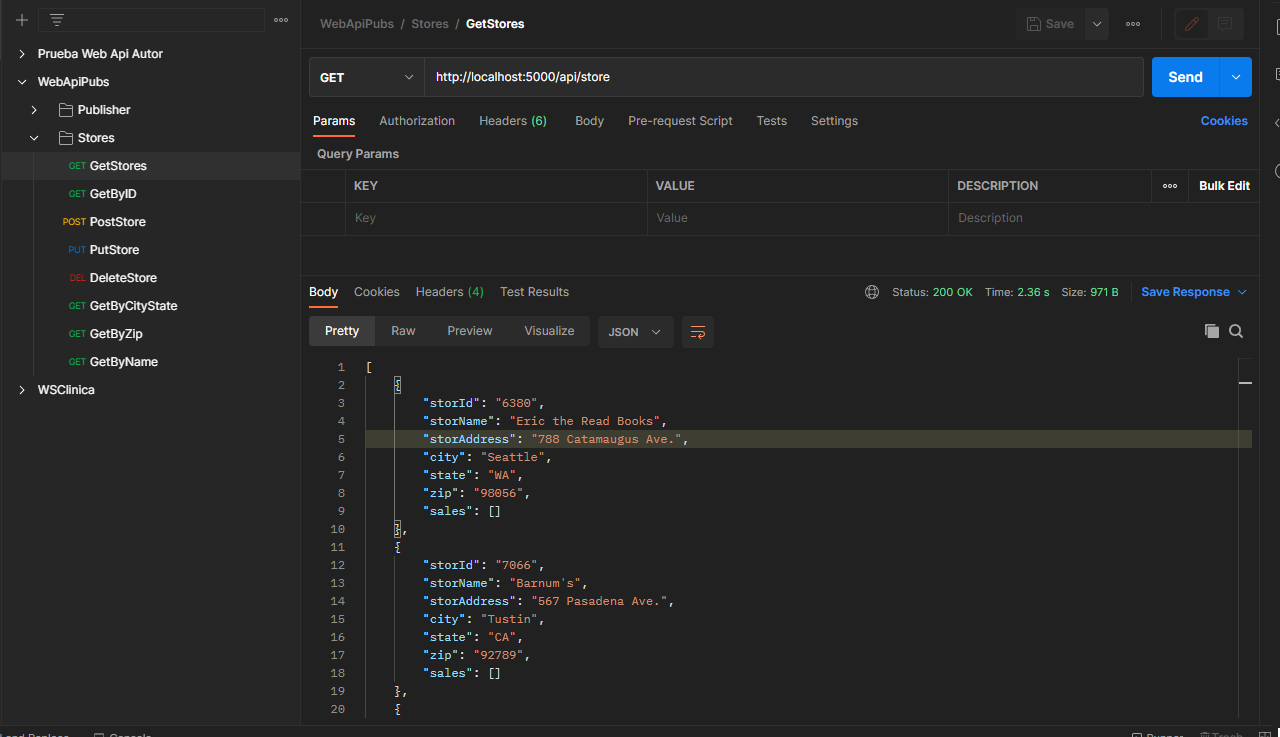 WebApiPubs / Stores / GetStores
Save
Prueba Web Api Autor
WebApiPubs
Publisher
Stores
GET GetStores
GET GetByID
POST PostStore
PUT PutStore
DEL DeleteStore
GET GetByCityState
GET GetByZip
GET GetByName
WSClinica
GET http://localhost:5000/api/store Send
Params Authorization Headers (6) Body Pre-request Script Tests Settings Cookies
Query Params
KEY VALUE DESCRIPTION Bulk Edit
Key Value Description
Body Cookies Headers (4) Test Results Status: 200 OK Time: 2.36 s Size: 971 B Save Response
Pretty Raw Preview Visualize JSON
1 [
2 {
3 "storId": "6380",
4 "storName": "Eric the Read Books",
5 "storAddress": "788 Catamaugus Ave.",
6 "city": "Seattle",
7 "state": "WA",
8 "zip": "98056",
9 "sales": []
10 },
11 {
12 "storId": "7066",
13 "storName": "Barnum's",
14 "storAddress": "567 Pasadena Ave.",
15 "city": "Tustin",
16 "state": "CA",
17 "zip": "92789",
18 "sales": []
19 },
20 {
Console Runner Trash